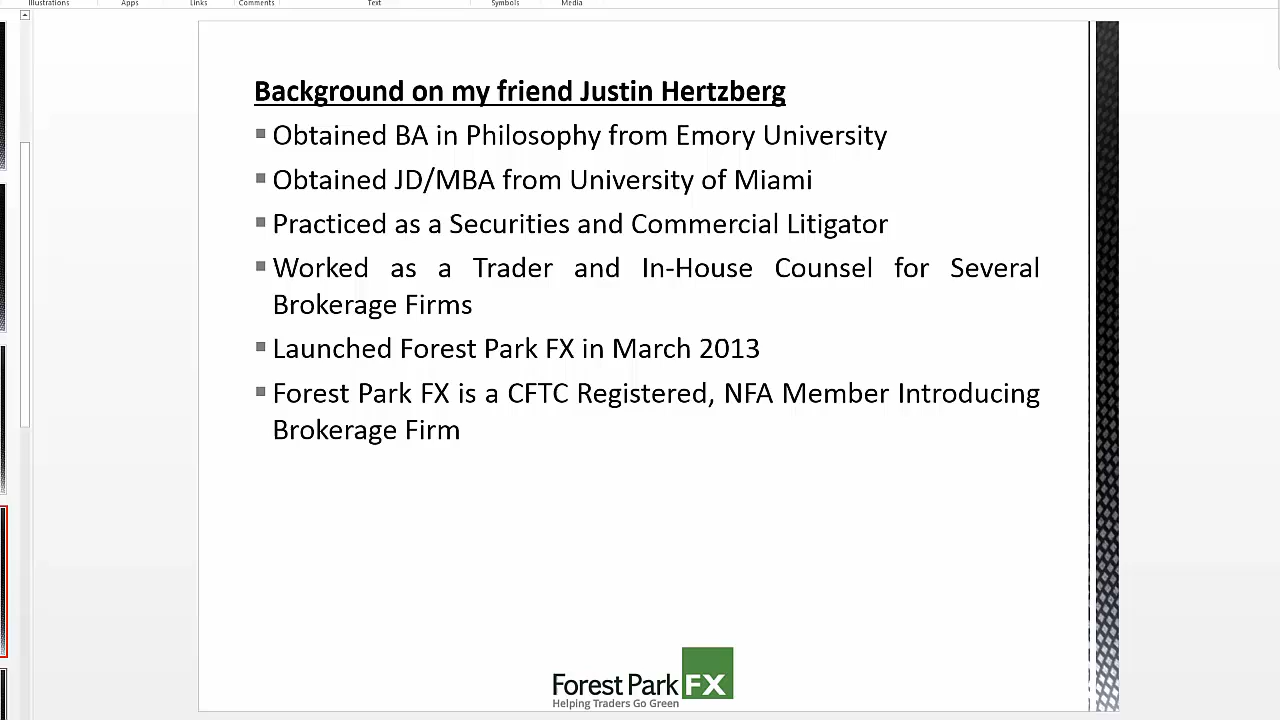 Illustrations Apps Links Comments Text Symbols Media
Background on my friend Justin Hertzberg
Obtained BA in Philosophy from Emory University
Obtained JD/MBA from University of Miami
Practiced as a Securities and Commercial Litigator
Worked as a Trader and In-House Counsel for Several
Brokerage Firms
Launched Forest Park FX in March 2013
Forest Park FX is a CFTC Registered, NFA Member Introducing
Brokerage Firm
Forest Park FX
Helping Traders Go Green